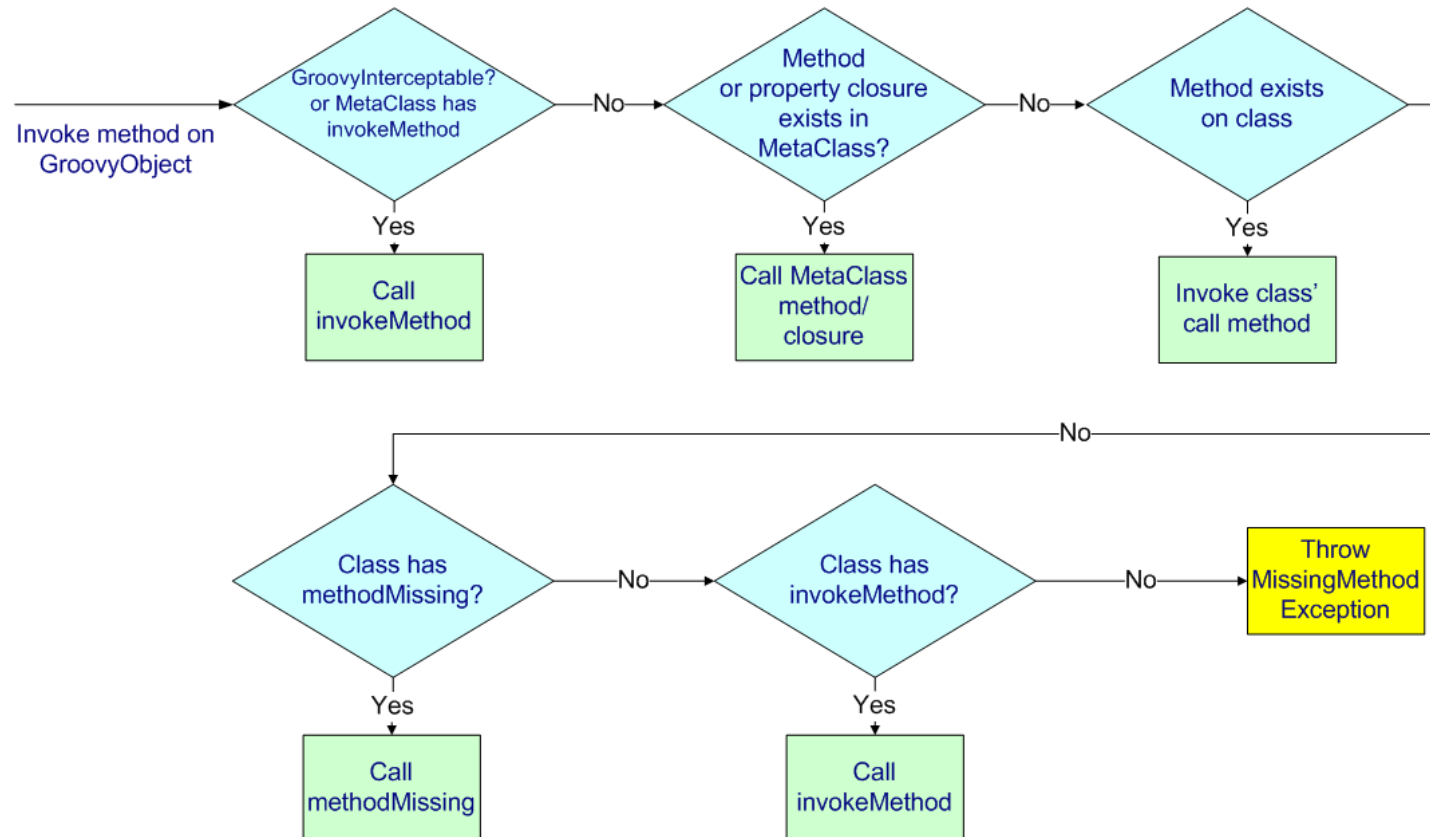 GroovyInterceptable?
or MetaClass has
invokeMethod
Method
or property closure
exists in
MetaClass?
Method exists
on class
No
No
Invoke method on
GroovyObject
Yes
Yes
Yes
Call
invokeMethod
Call MetaClass
method/
closure
Invoke class’
call method
No
Class has
methodMissing?
No
Class has
invokeMethod?
No
Throw
MissingMethod
Exception
Yes
Yes
Call
methodMissing
Call
invokeMethod